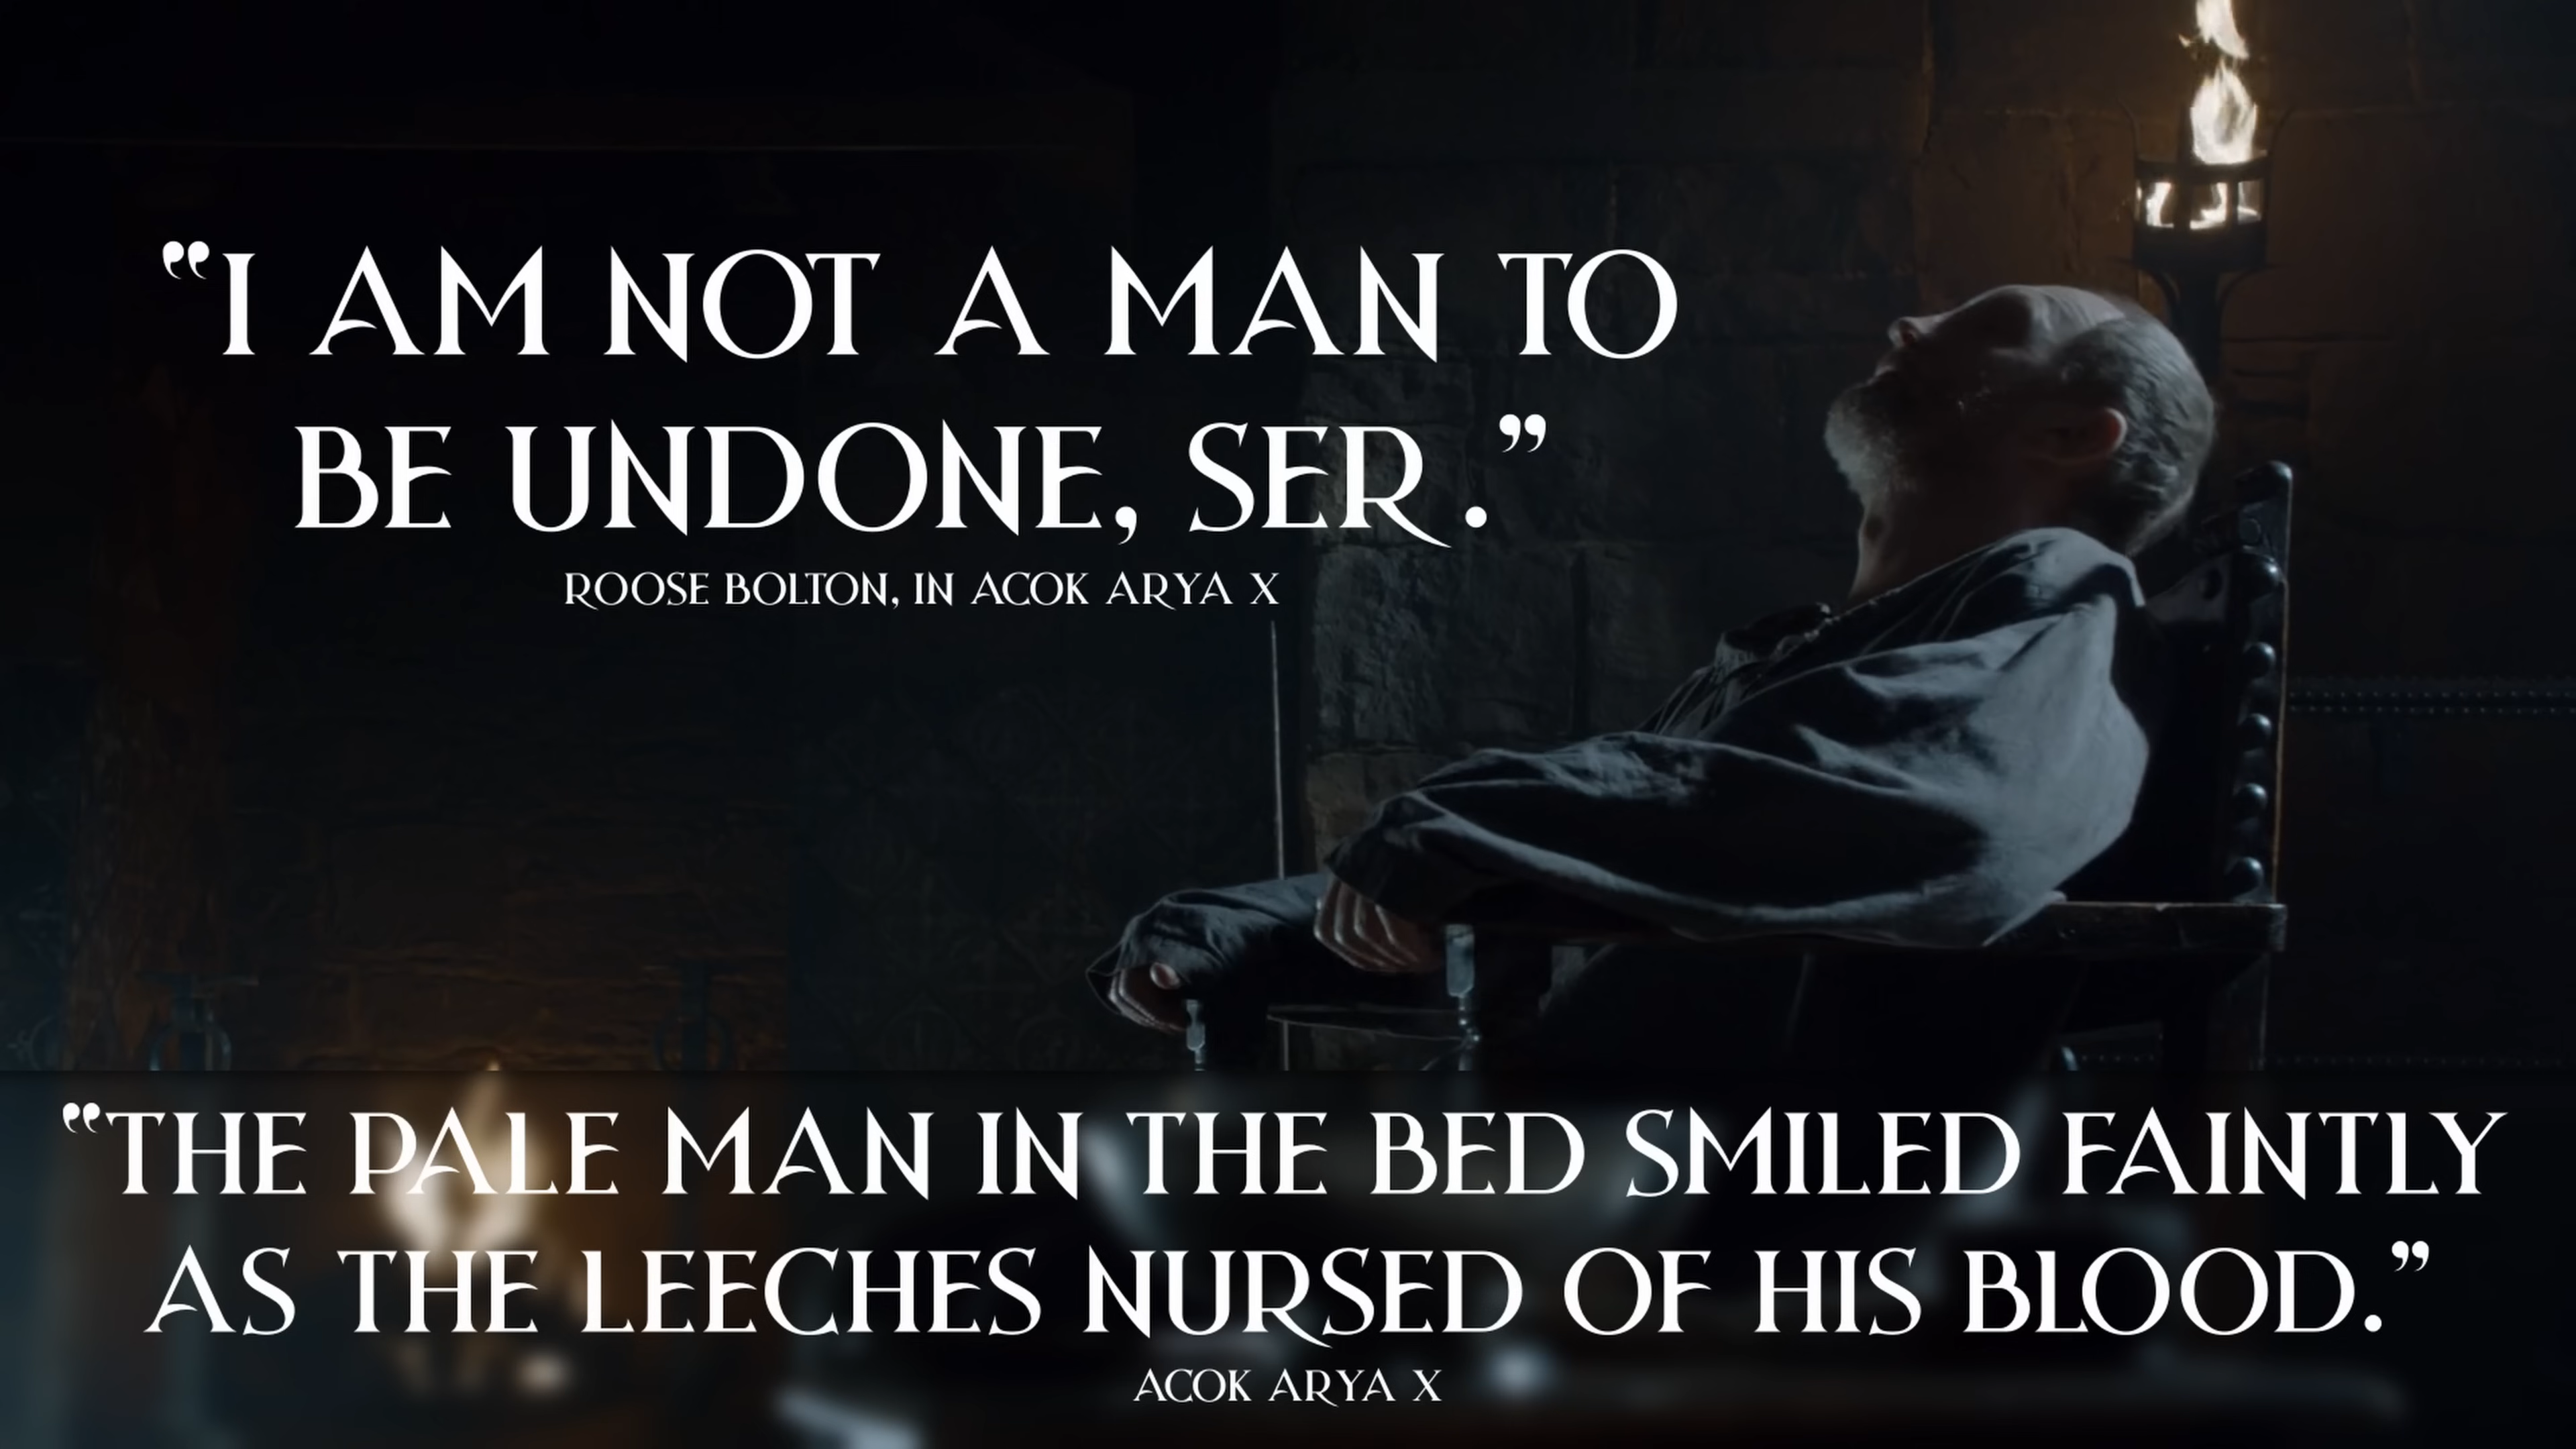 “I AM NOT A MAN TO
BE UNDONE, SER.”
ROOSE BOLTON, IN ACOK ARYA X
“THE PALE MAN IN THE BED SMILED FAINTLY
AS THE LEECHES NURSED OF HIS BLOOD.”
ACOK ARYA X